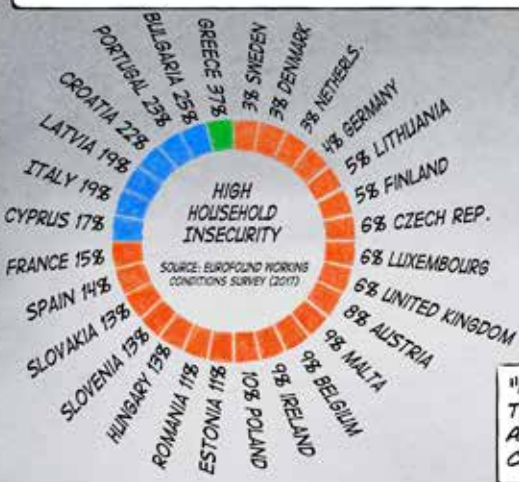 3% SWEDEN
3% DENMARK
3% NETHERLS.
4% GERMANY
5% LITHUANIA
5% FINLAND
6% CZECH REP.
6% LUXEMBOURG
6% UNITED KINGDOM
8% AUSTRIA
9% MALTA
9% BELGIUM
9% IRELAND
10% POLAND
ESTONIA 11%
ROMANIA 11%
HUNGARY 13%
SLOVENIA 13%
SLOVAKIA 13%
SPAIN 14%
FRANCE 15%
CYPRUS 17%
ITALY 19%
LATVIA 19%
CROATIA 22%
PORTUGAL 23%
BULGARIA 25%
GREECE 37%
HIGH
HOUSEHOLD
INSECURITY
SOURCE: EUROFOUND WORKING
CONDITIONS SURVEY (2017)